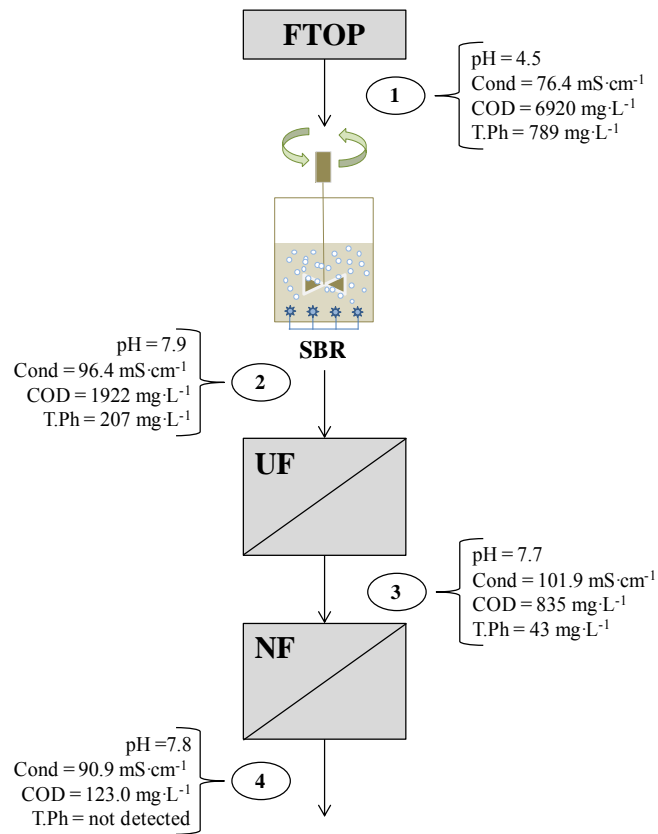 FTOP
1
pH = 4.5
Cond = 76.4 mS·cm⁻¹
COD = 6920 mg·L⁻¹
T.Ph = 789 mg·L⁻¹
SBR
pH = 7.9
Cond = 96.4 mS·cm⁻¹
COD = 1922 mg·L⁻¹
T.Ph = 207 mg·L⁻¹
2
UF
3
pH = 7.7
Cond = 101.9 mS·cm⁻¹
COD = 835 mg·L⁻¹
T.Ph = 43 mg·L⁻¹
NF
pH =7.8
Cond = 90.9 mS·cm⁻¹
COD = 123.0 mg·L⁻¹
T.Ph = not detected
4